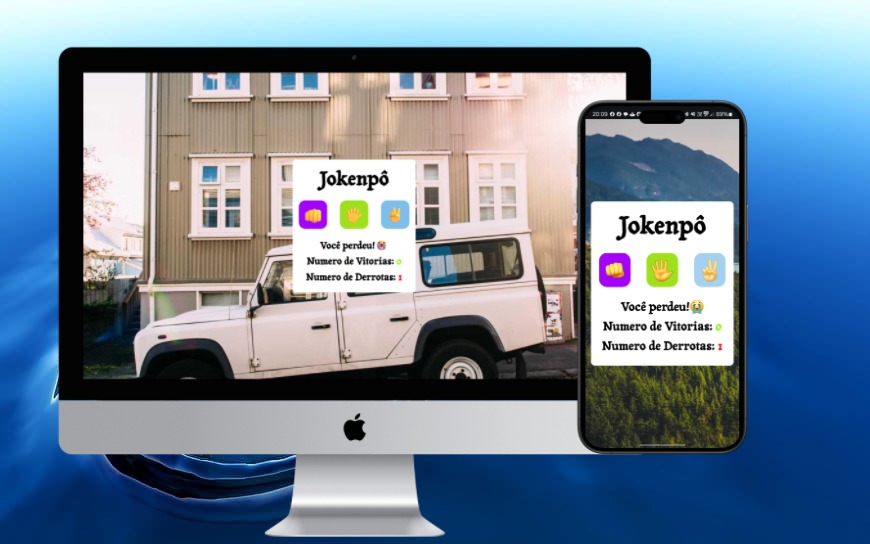 Jokenpô
Você perdeu!
Numero de Vitorias: 0
Numero de Derrotas: 1
20:09
89%
Jokenpô
Você perdeu!😭
Numero de Vitorias: 0
Numero de Derrotas: 1